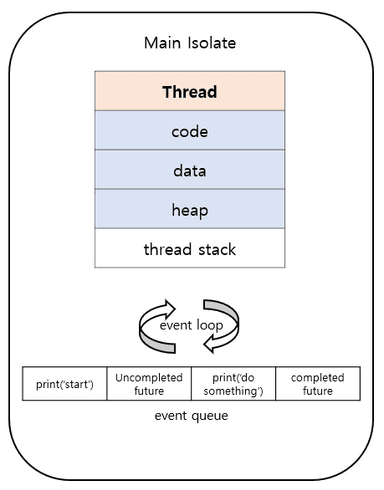 Main Isolate
Thread
code
data
heap
thread stack
event loop
print(‘start’)
Uncompleted
future
print(‘do
something’)
completed
future
event queue